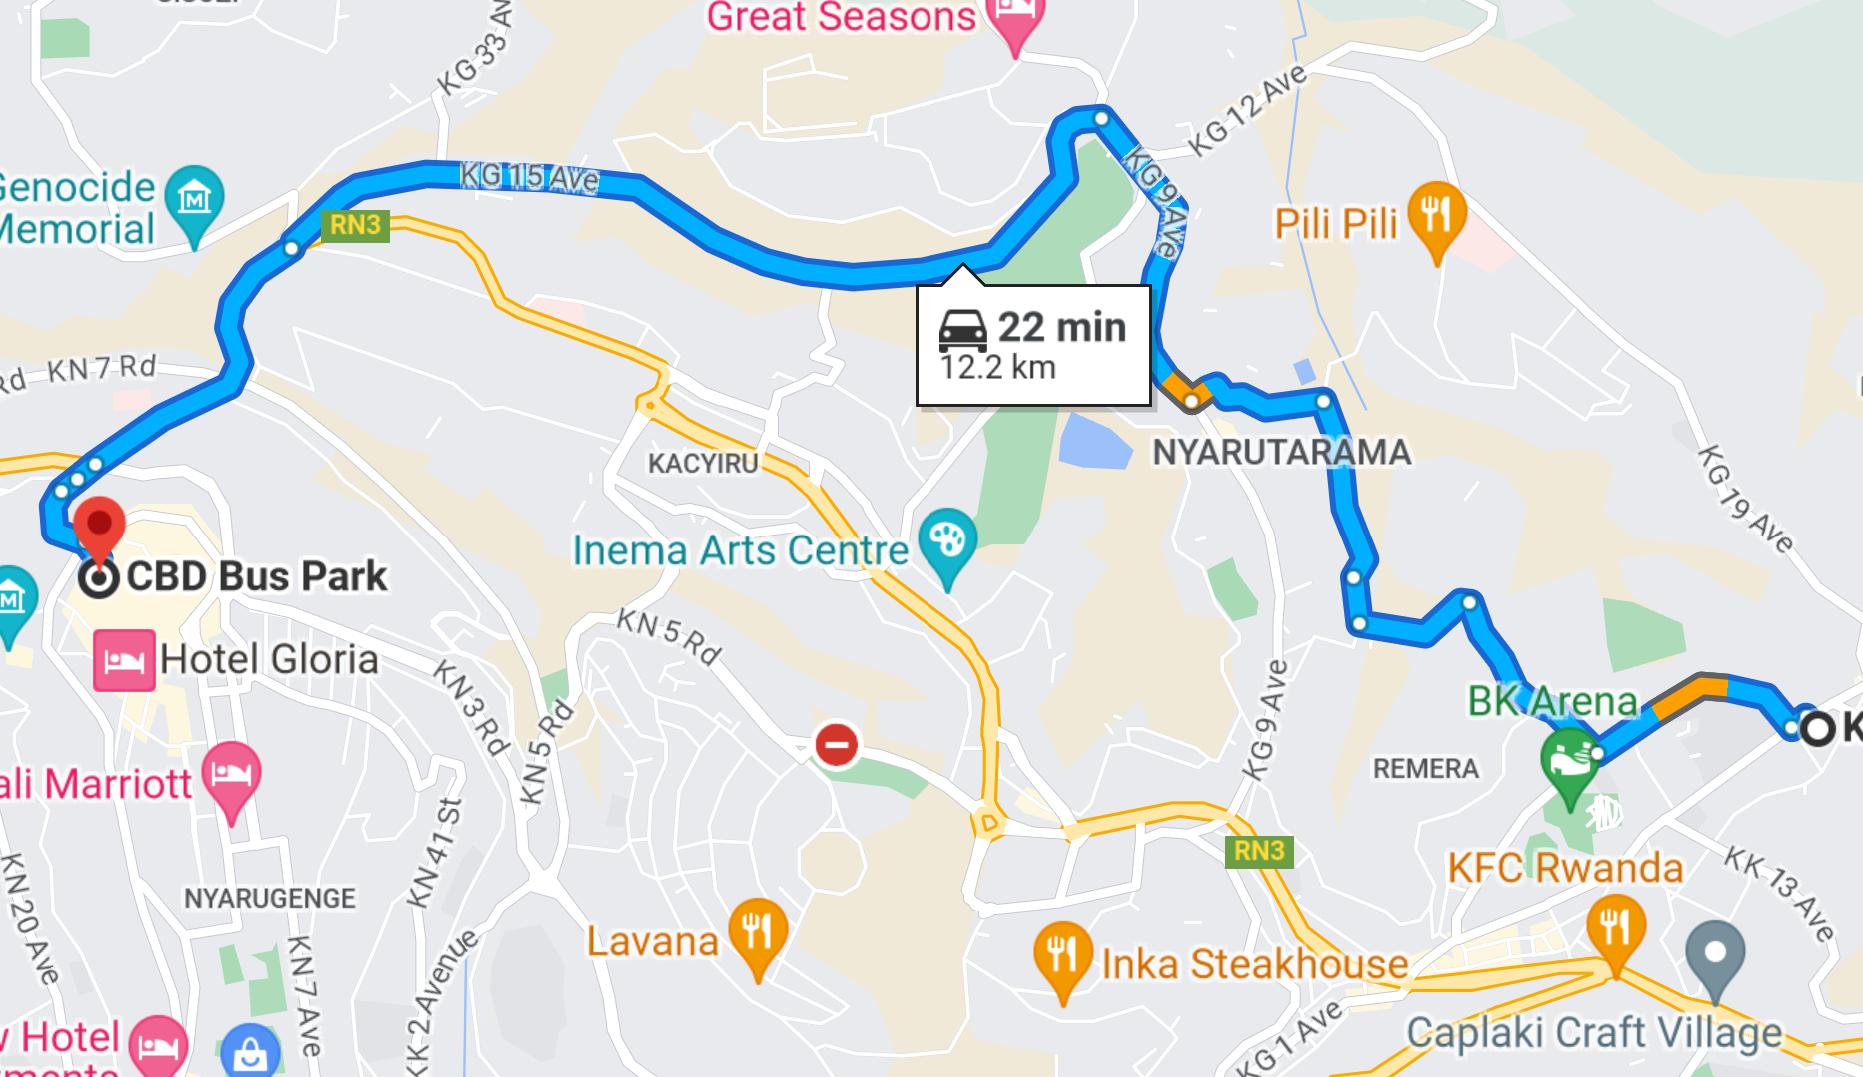 Great Seasons
KG 33 Av
KG 12 Ave
Genocide
Memorial
KG 15 Ave
KG 9 Ave
RN3
Pili Pili
22 min
12.2 km
KN 7 Rd
Rd
KACYIRU
NYARUTARAMA
KG 19 Ave
Inema Arts Centre
CBD Bus Park
Hotel Gloria
KN 5 Rd
KN 3 Rd
KN 5 Rd
KG 9 Ave
BK Arena
K
REMERA
ali Marriott
KN 41 St
RN3
KFC Rwanda
KK 13 Ave
NYARUGENGE
KN 20 Ave
KN 7 Ave
KK 2 Avenue
Lavana
Inka Steakhouse
KG 1 Ave
Caplaki Craft Village
w Hotel